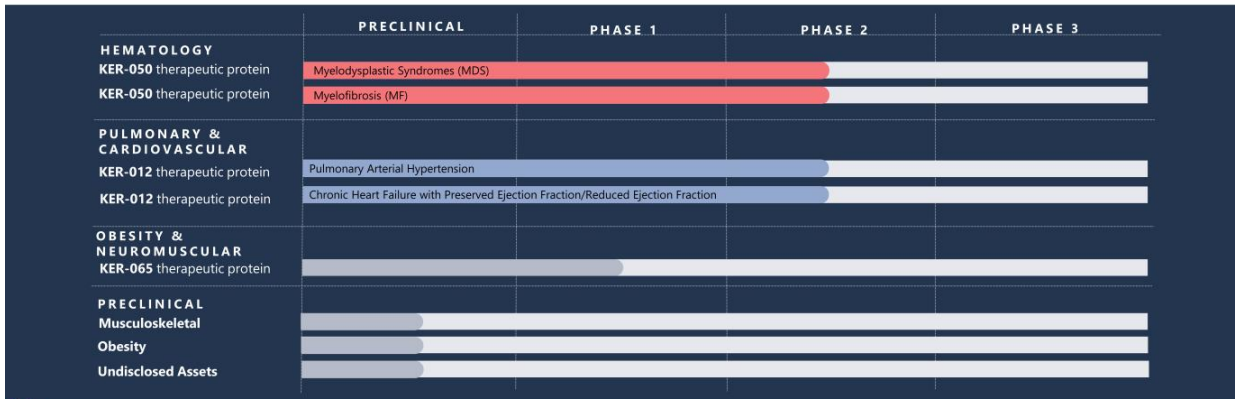 PRECLINICAL PHASE 1 PHASE 2 PHASE 3
HEMATOLOGY
KER-050 therapeutic protein Myelodysplastic Syndromes (MDS)
KER-050 therapeutic protein Myelofibrosis (MF)
PULMONARY &
CARDIOVASCULAR
KER-012 therapeutic protein Pulmonary Arterial Hypertension
KER-012 therapeutic protein Chronic Heart Failure with Preserved Ejection Fraction/Reduced Ejection Fraction
OBESITY &
NEUROMUSCULAR
KER-065 therapeutic protein
PRECLINICAL
Musculoskeletal
Obesity
Undisclosed Assets